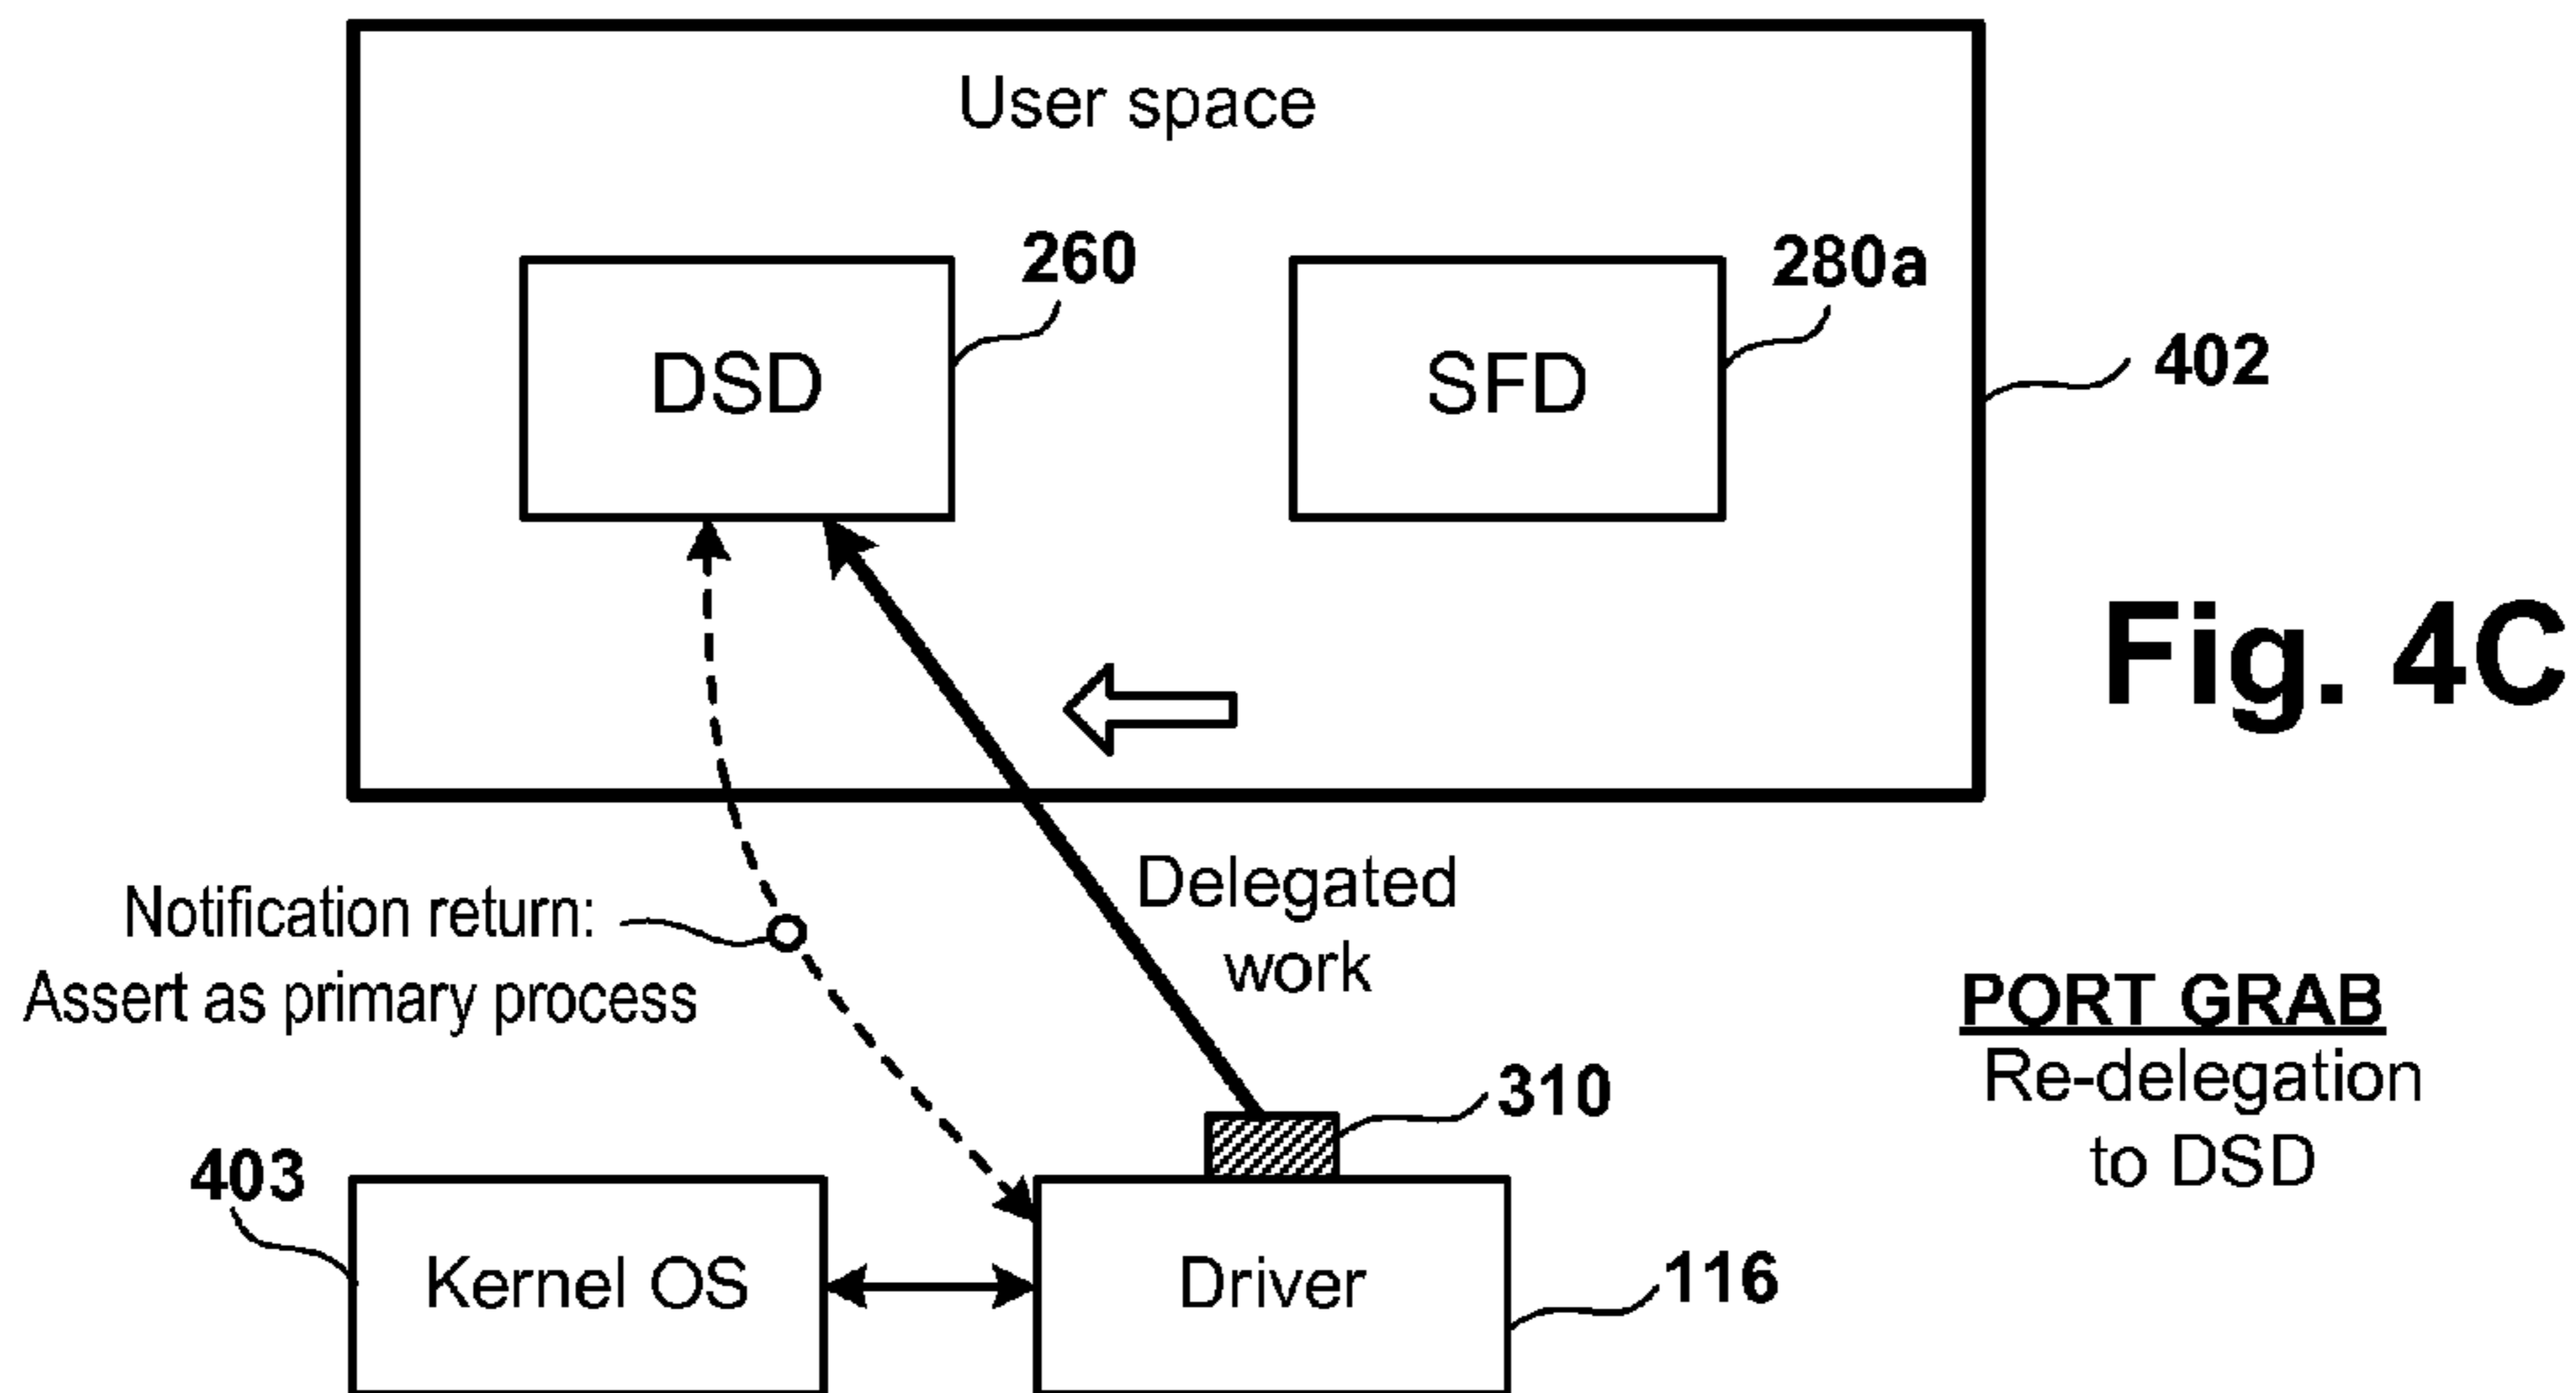 User space
260
280a
DSD
SFD
402
Fig. 4C
Delegated
work
Notification return:
Assert as primary process
PORT GRAB
Re-delegation
to DSD
310
403
Kernel OS
Driver
116